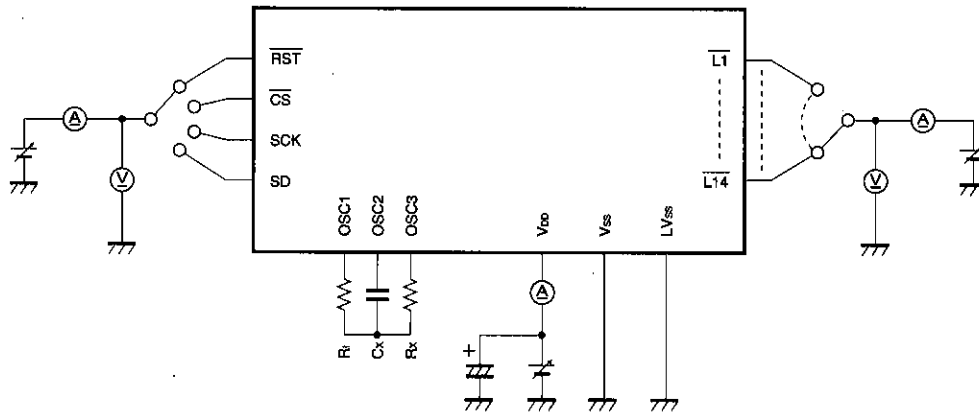 RST
CS
SCK
SD
L1
L14
A
V
A
V
OSC1
OSC2
OSC3
VDD
VSS
LVSS
A
Rf
Cx
Rx
+